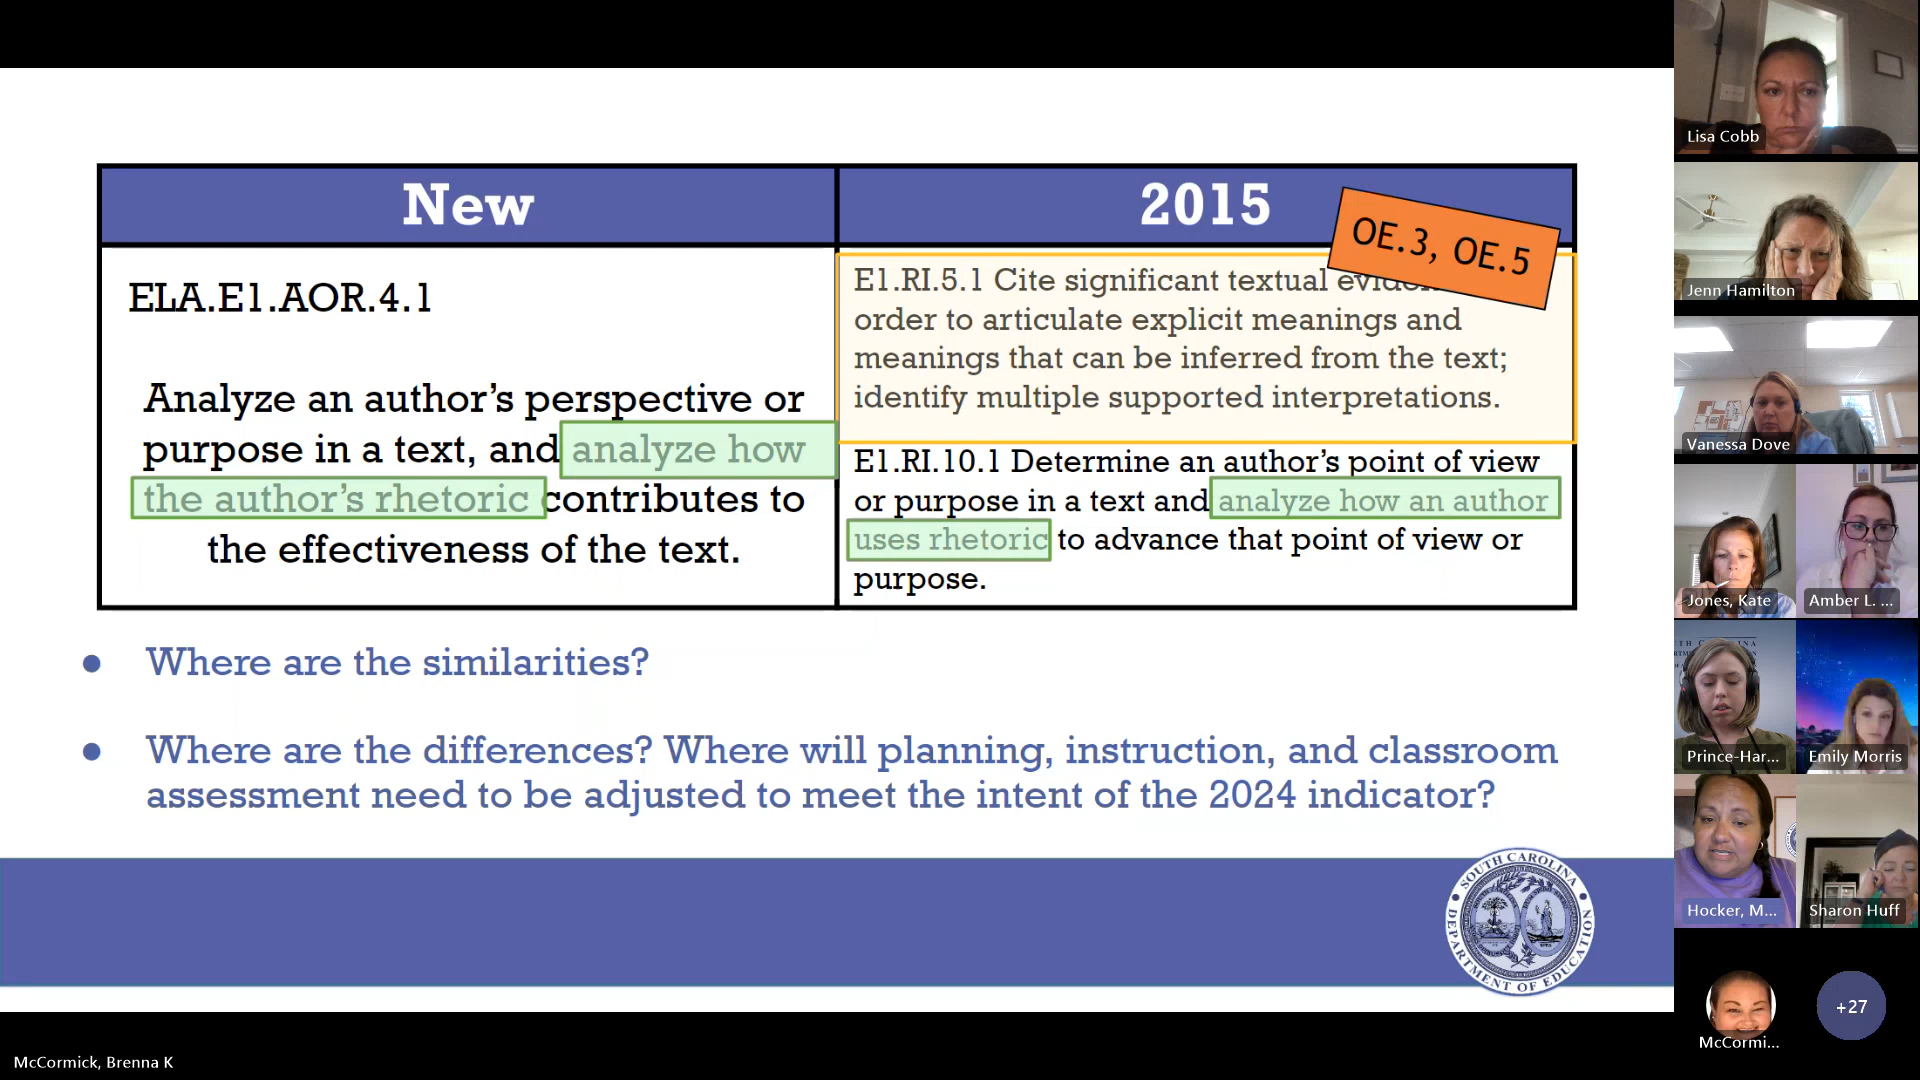 New
2015
OE.3, OE.5
ELA.E1.AOR.4.1
Analyze an author's perspective or
purpose in a text, and analyze how
the author's rhetoric contributes to
the effectiveness of the text.
E1.RI.5.1 Cite significant textual
order to articulate explicit meanings and
meanings that can be inferred from the text;
identify multiple supported interpretations.
E1.RI.10.1 Determine an author's point of view
or purpose in a text and analyze how an author
uses rhetoric to advance that point of view or
purpose.
● Where are the similarities?
● Where are the differences? Where will planning, instruction, and classroom
assessment need to be adjusted to meet the intent of the 2024 indicator?
SOUTH CAROLINA
DEPARTMENT OF EDUCATION
McCormick, Brenna K
Lisa Cobb
Jenn Hamilton
Vanessa Dove
Jones, Kate
Amber L. ...
Prince-Har...
Emily Morris
Hocker, M...
Sharon Huff
McCormi...
+27